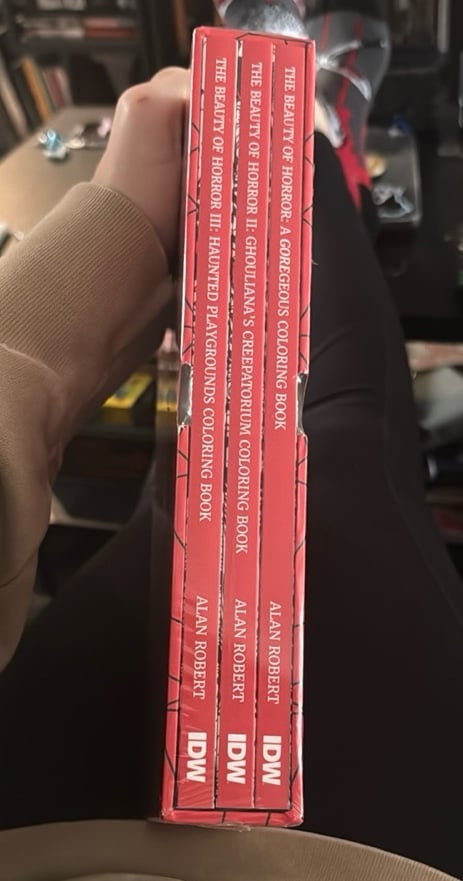 THE BEAUTY OF HORROR: A GOREGEOUS COLORING BOOK
ALAN ROBERT
IDW
THE BEAUTY OF HORROR II: GHOULIANA'S CREEPATORIUM COLORING BOOK
ALAN ROBERT
IDW
THE BEAUTY OF HORROR III: HAUNTED PLAYGROUNDS COLORING BOOK
ALAN ROBERT
IDW